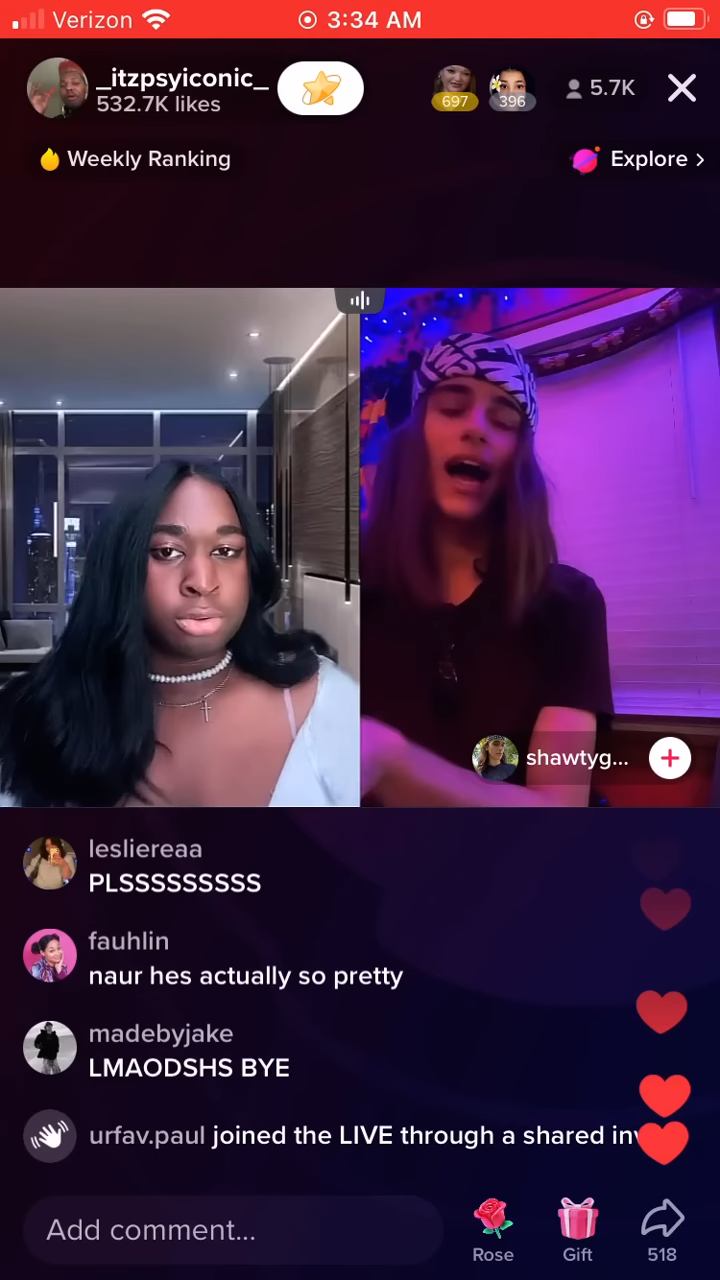 Verizon 3:34 AM
_itzpsyiconic_
532.7K likes
697 396 5.7K
Weekly Ranking Explore >
shawtyg...
lesliereaa
PLSSSSSSSSS
fauhlin
naur hes actually so pretty
madebyjake
LMAODSHS BYE
urfav.paul joined the LIVE through a shared inv
Add comment...
Rose Gift 518